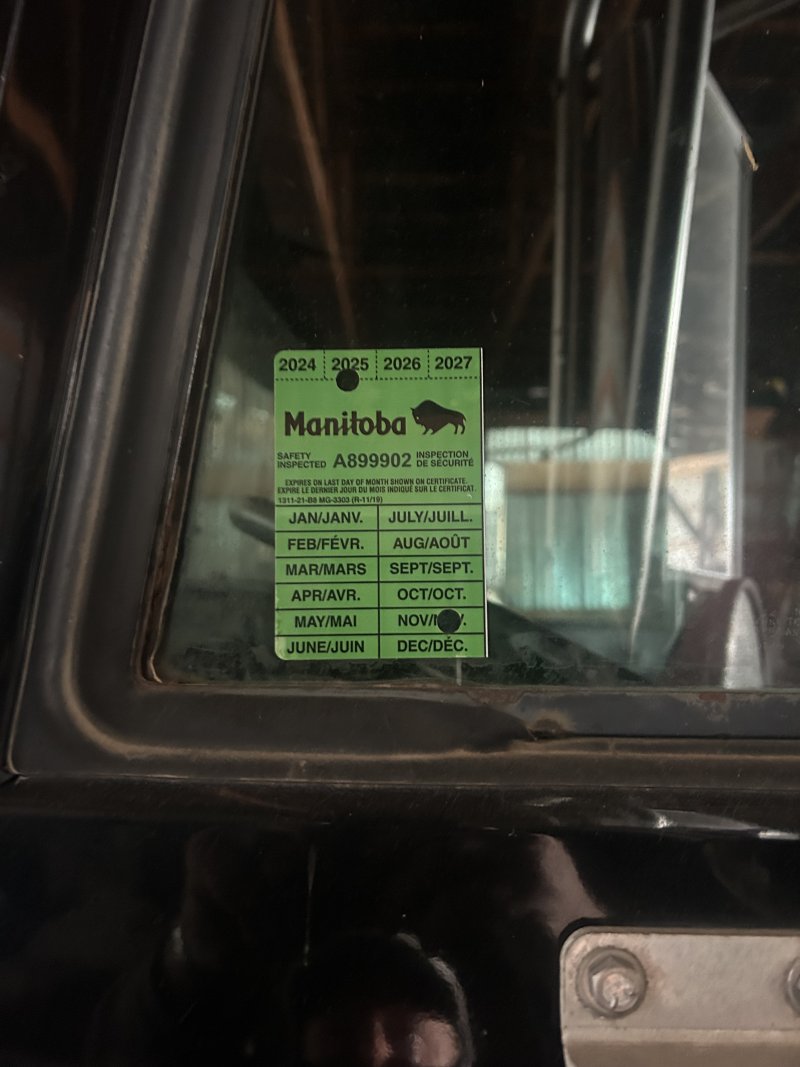 2024 2025 2026 2027
Manitoba
SAFETY INSPECTED A899902 INSPECTION DE SÉCURITÉ
EXPIRES ON LAST DAY OF MONTH SHOWN ON CERTIFICATE.
EXPIRE LE DERNIER JOUR DU MOIS INDIQUÉ SUR LE CERTIFICAT.
1311-21-B8 MG-3303 (R-11/19)
JAN/JANV. JULY/JUILL.
FEB/FÉVR. AUG/AOÛT
MAR/MARS SEPT/SEPT.
APR/AVR. OCT/OCT.
MAY/MAI NOV/
JUNE/JUIN DEC/DÉC.